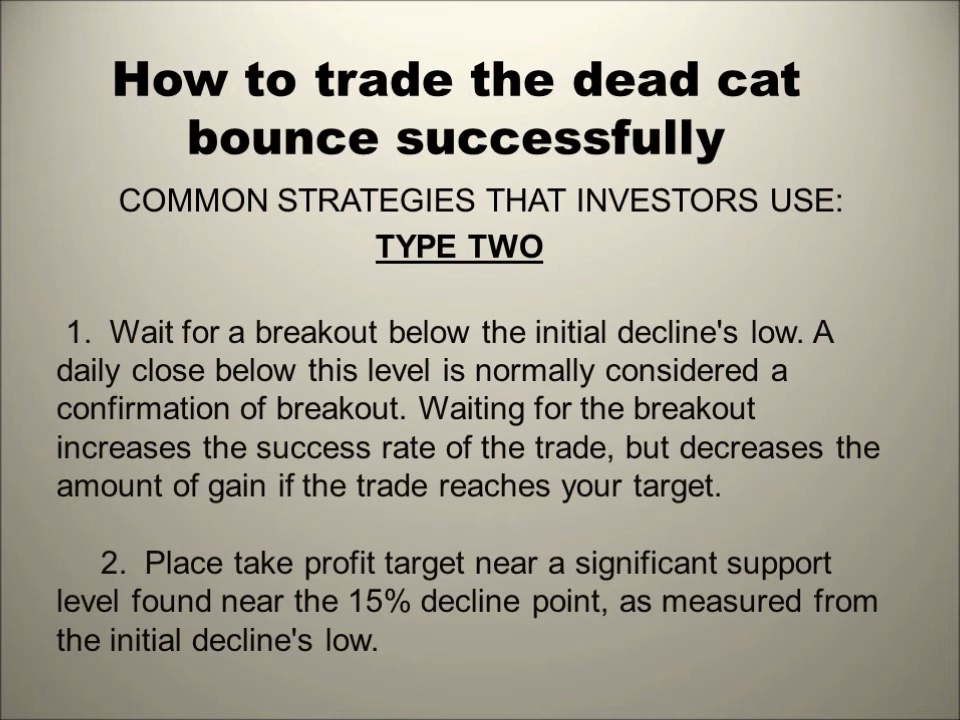 How to trade the dead cat
bounce successfully
COMMON STRATEGIES THAT INVESTORS USE:
TYPE TWO
1. Wait for a breakout below the initial decline's low. A
daily close below this level is normally considered a
confirmation of breakout. Waiting for the breakout
increases the success rate of the trade, but decreases the
amount of gain if the trade reaches your target.
2. Place take profit target near a significant support
level found near the 15% decline point, as measured from
the initial decline's low.